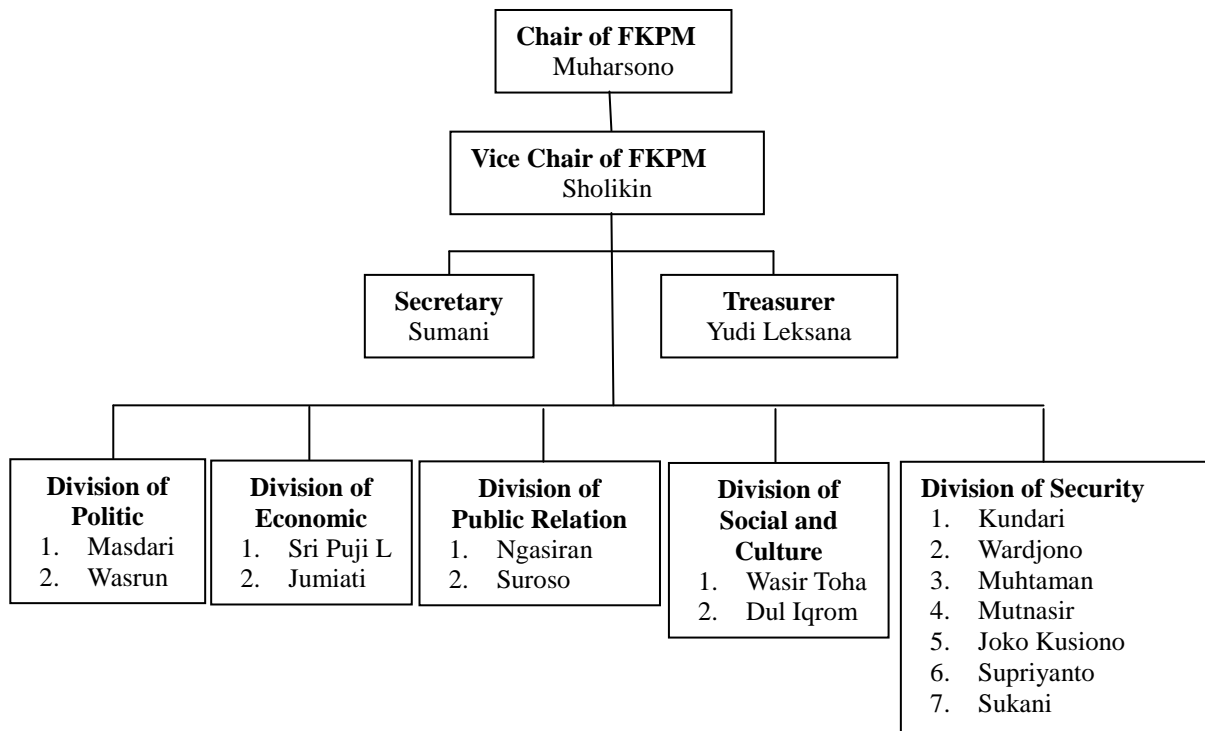 Chair of FKPM
Muharsono
Vice Chair of FKPM
Sholikin
Secretary
Sumani
Treasurer
Yudi Leksana
Division of
Politic
1. Masdari
2. Wasrun
Division of
Economic
1. Sri Puji L
2. Jumiati
Division of
Public Relation
1. Ngasiran
2. Suroso
Division of
Social and
Culture
1. Wasir Toha
2. Dul Iqrom
Division of Security
1. Kundari
2. Wardjono
3. Muhtaman
4. Mutnasir
5. Joko Kusiono
6. Supriyanto
7. Sukani